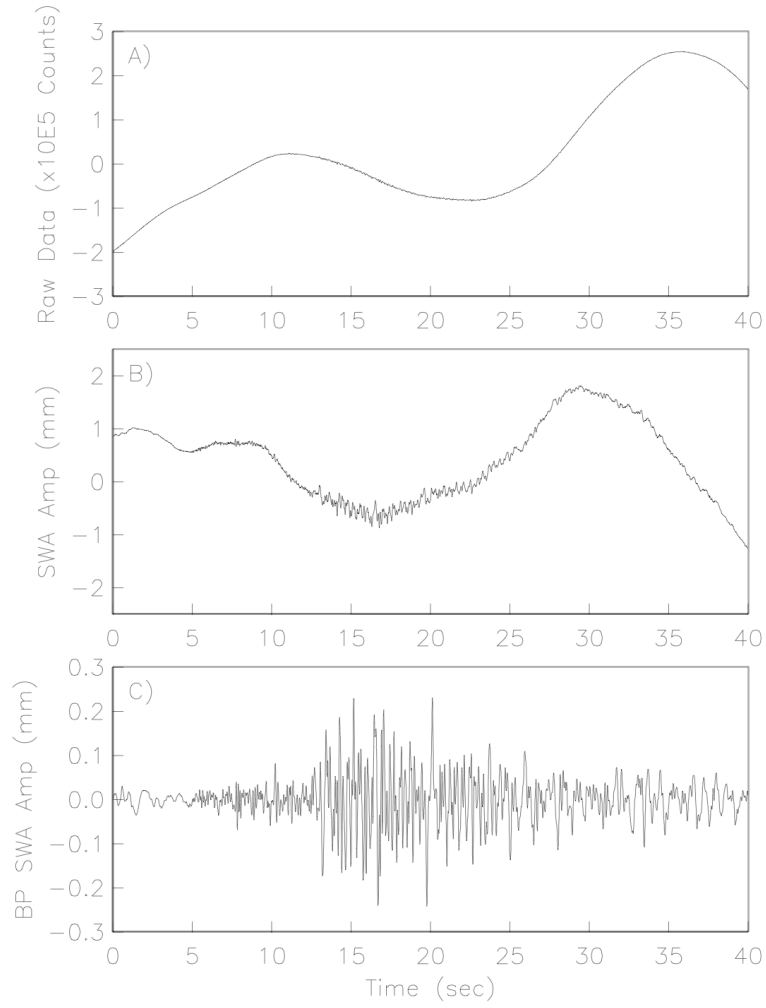 A)
Raw Data (x10E5 Counts)
3
2
1
0
−1
−2
−3
0 5 10 15 20 25 30 35 40
B)
SWA Amp (mm)
2
1
0
−1
−2
0 5 10 15 20 25 30 35 40
C)
BP SWA Amp (mm)
0.3
0.2
0.1
0.0
−0.1
−0.2
−0.3
0 5 10 15 20 25 30 35 40
Time (sec)